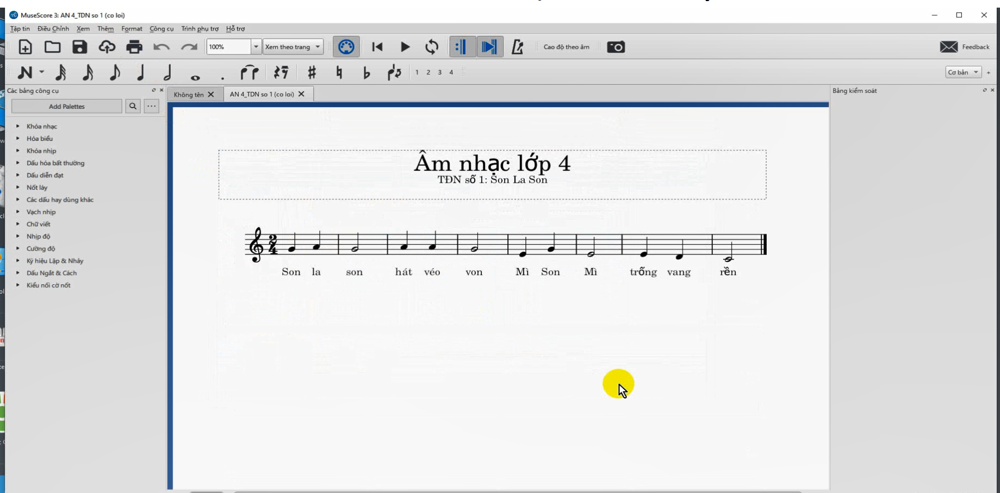 MuseScore 3: AN 4_TDN so 1 (co loi)
Tập tin Điều Chỉnh Xem Thêm Format Công cụ Trình phụ trợ Hỗ trợ
100% Xem theo trang Cao độ theo âm Feedback
1 2 3 4 Cơ bản +
Các bảng công cụ
Không tên AN 4_TDN so 1 (co loi)
Bảng kiểm soát
Add Palettes
Khóa nhạc
Hóa biểu
Khóa nhịp
Dấu hóa bất thường
Dấu diễn đạt
Nốt láy
Các dấu hay dùng khác
Vạch nhịp
Chữ viết
Nhịp độ
Cường độ
Ký hiệu Lặp & Nhảy
Dấu Ngắt & Cách
Kiểu nối cờ nốt
Âm nhạc lớp 4
TĐN số 1: Son La Son
2
4
Son la son hát véo von Mì Son Mì trống vang rền